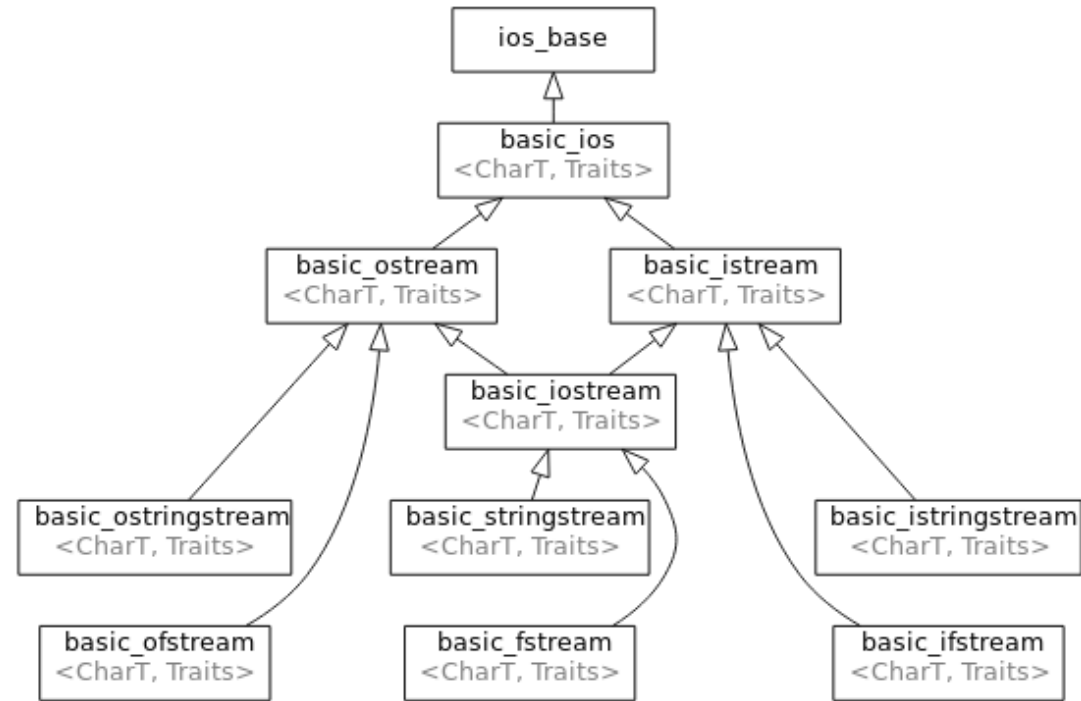 ios_base
basic_ios
<CharT, Traits>
basic_ostream
<CharT, Traits>
basic_istream
<CharT, Traits>
basic_iostream
<CharT, Traits>
basic_ostringstream
<CharT, Traits>
basic_stringstream
<CharT, Traits>
basic_istringstream
<CharT, Traits>
basic_ofstream
<CharT, Traits>
basic_fstream
<CharT, Traits>
basic_ifstream
<CharT, Traits>